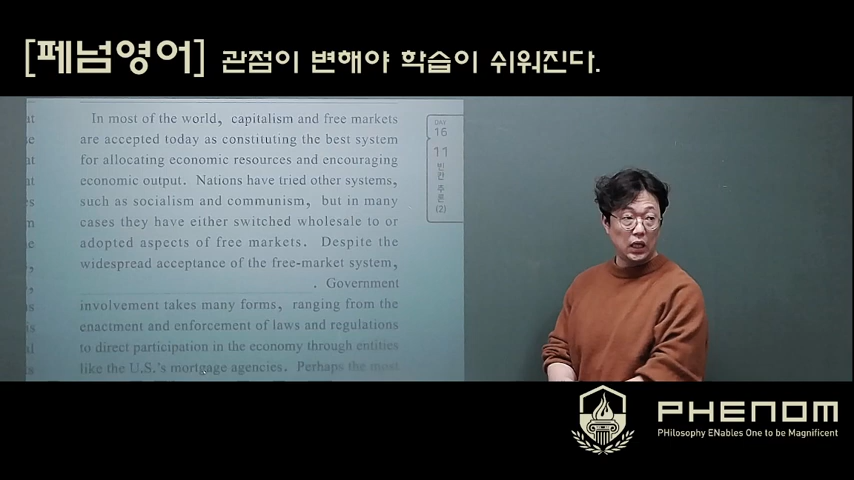 [페넘영어] 관점이 변해야 학습이 쉬워진다.
In most of the world, capitalism and free markets
are accepted today as constituting the best system
for allocating economic resources and encouraging
economic output. Nations have tried other systems,
such as socialism and communism, but in many
cases they have either switched wholesale to or
adopted aspects of free markets. Despite the
widespread acceptance of the free-market system,
. Government
involvement takes many forms, ranging from the
enactment and enforcement of laws and regulations
to direct participation in the economy through entities
like the U.S.'s mortgage agencies. Perhaps the most
DAY
16
11
빈칸 추론
(2)
PHENOM
PHilosophy ENables One to be Magnificent